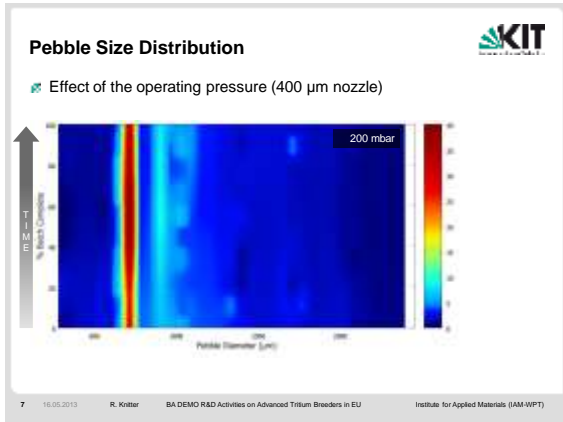 Pebble Size Distribution
KIT
Effect of the operating pressure (400 µm nozzle)
200 mbar
TIME
% Batch Complete
Pebble Diameter (µm)
7 16.05.2013 R. Knitter BA DEMO R&D Activities on Advanced Tritium Breeders in EU Institute for Applied Materials (IAM-WPT)